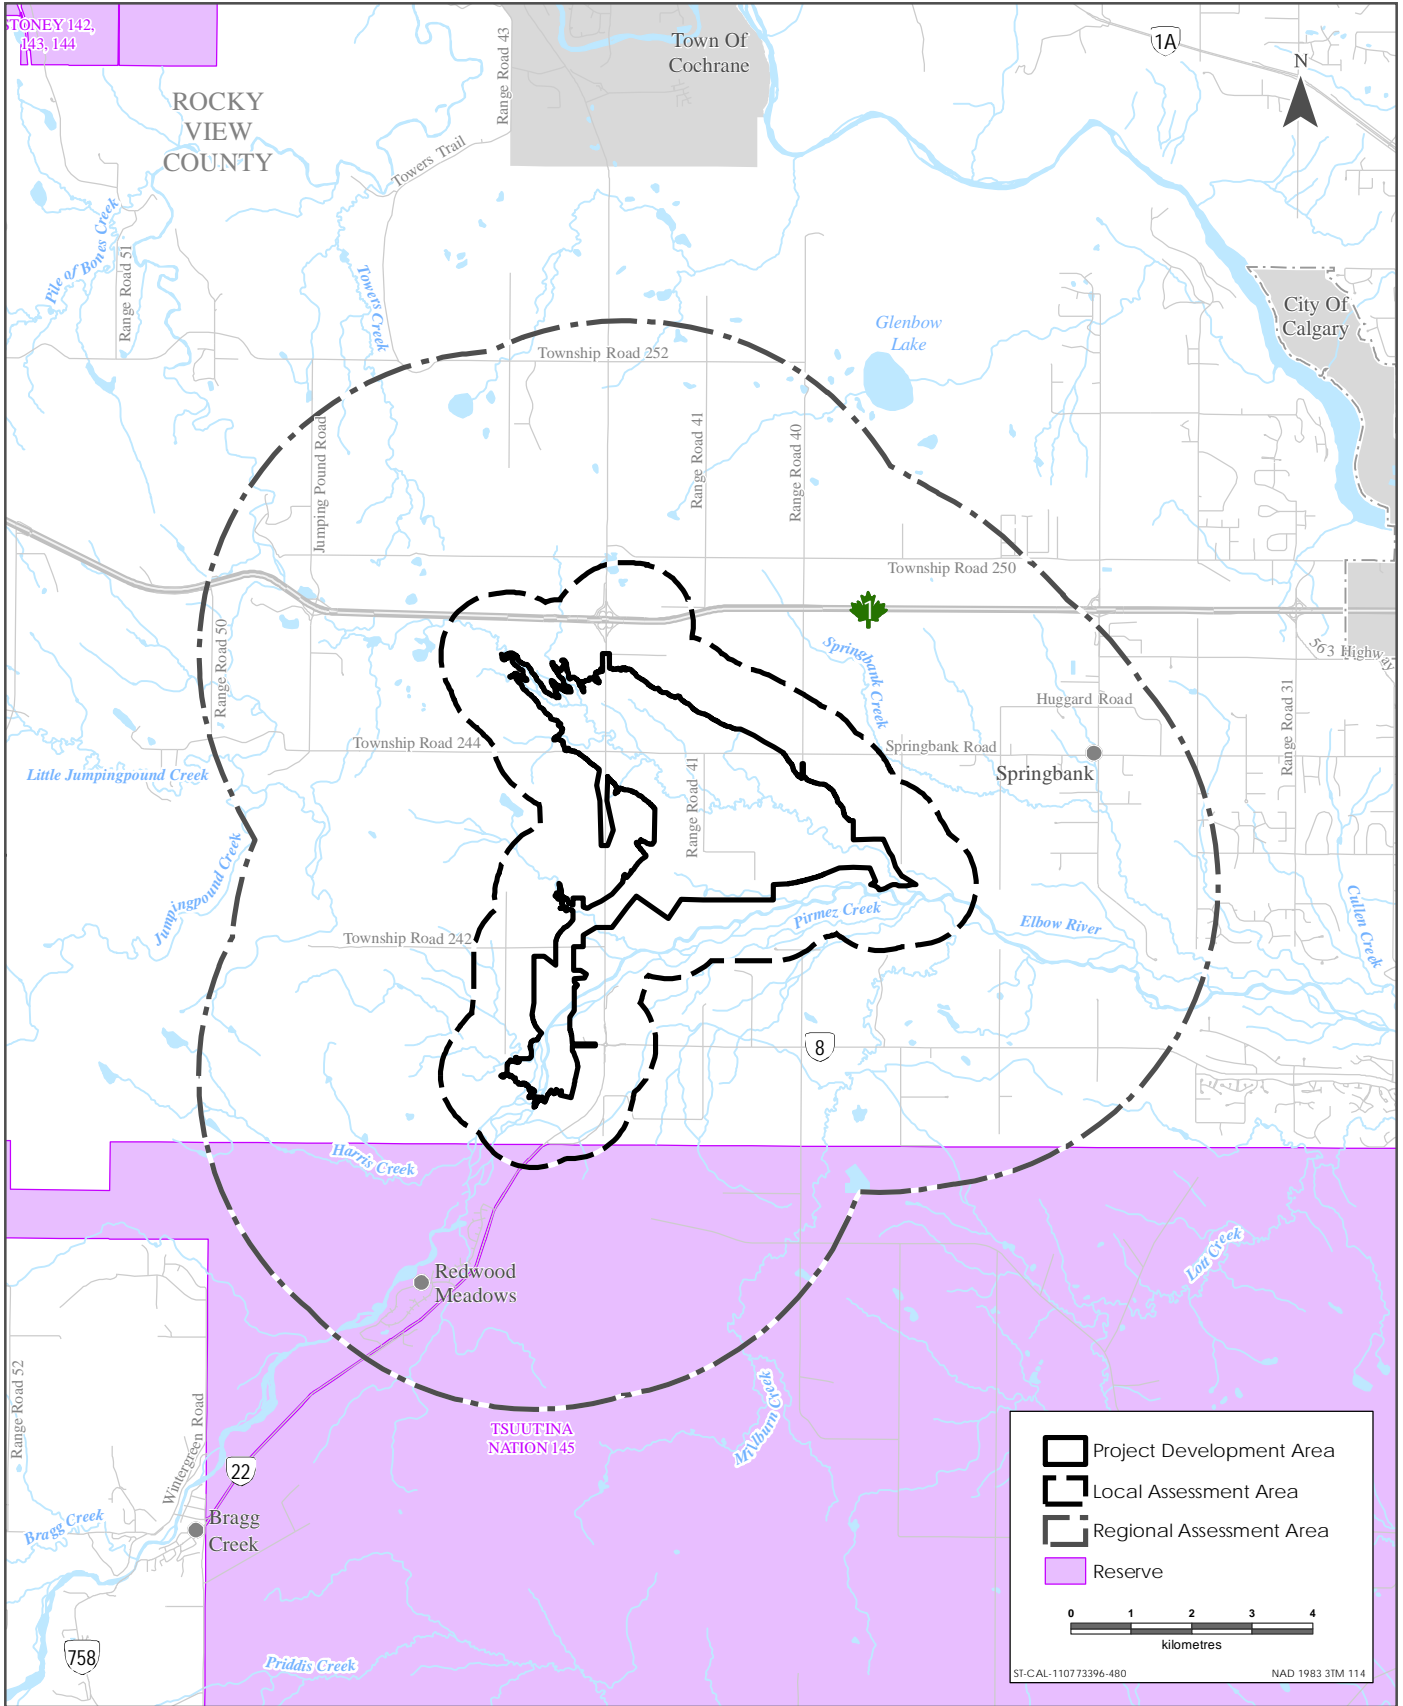 STONEY 142,
143, 144
ROCKY
VIEW
COUNTY
Range Road 43
Town Of
Cochrane
1A
N
Towers Trail
Pile of Bones Creek
Range Road 51
Towers Creek
City Of
Calgary
Glenbow
Lake
Township Road 252
Jumping Pound Road
Range Road 41
Range Road 40
Township Road 250
1
563 Highway
Range Road 50
Springbank Creek
Huggard Road
Range Road 31
Township Road 244
Springbank Road
Springbank
Little Jumpingpound Creek
Range Road 41
Jumpingpound Creek
Cullen Creek
Pirmez Creek
Elbow River
Township Road 242
8
Harris Creek
Lott Creek
Redwood
Meadows
Range Road 52
Wintergreen Road
Millburn Creek
TSUUT'INA
NATION 145
22
Bragg Creek
Bragg
Creek
758
Priddis Creek
Project Development Area
Local Assessment Area
Regional Assessment Area
Reserve
0 1 2 3 4
kilometres
ST-CAL-110773396-480 NAD 1983 3TM 114